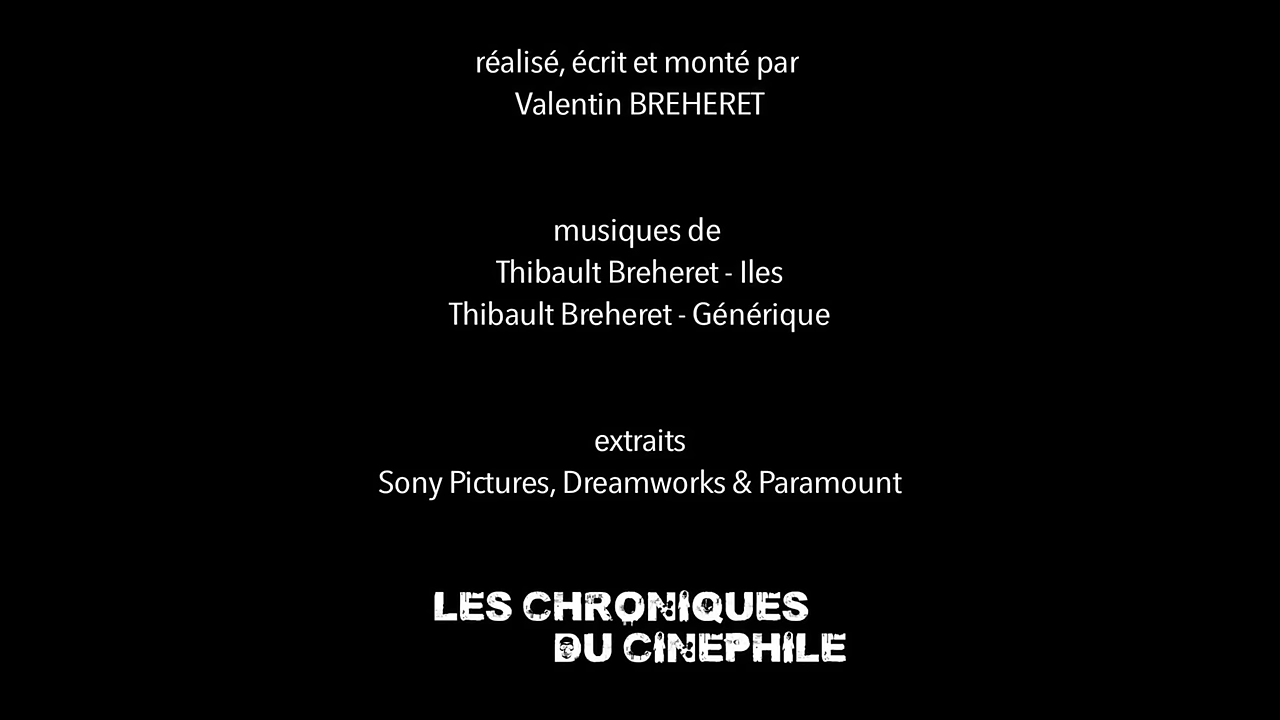 réalisé, écrit et monté par
Valentin BREHERET
musiques de
Thibault Breheret - Iles
Thibault Breheret - Générique
extraits
Sony Pictures, Dreamworks & Paramount
LES CHRONIQUES
DU CINEPHILE